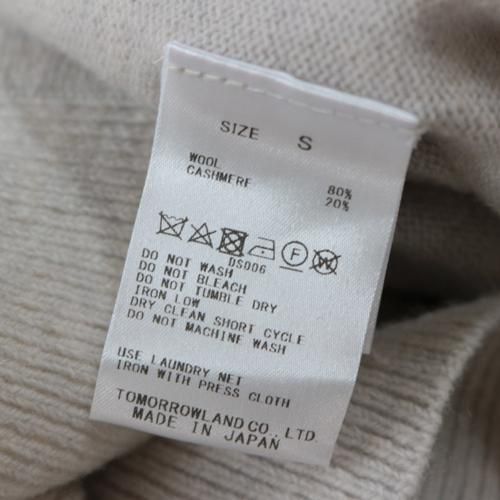 SIZE S
WOOL 80%
CASHMERE 20%
F W
DS006
DO NOT WASH
DO NOT BLEACH
DO NOT TUMBLE DRY
IRON LOW
DRY CLEAN SHORT CYCLE
DO NOT MACHINE WASH
USE LAUNDRY NET
IRON WITH PRESS CLOTH
TOMORROWLAND CO., LTD.
MADE IN JAPAN